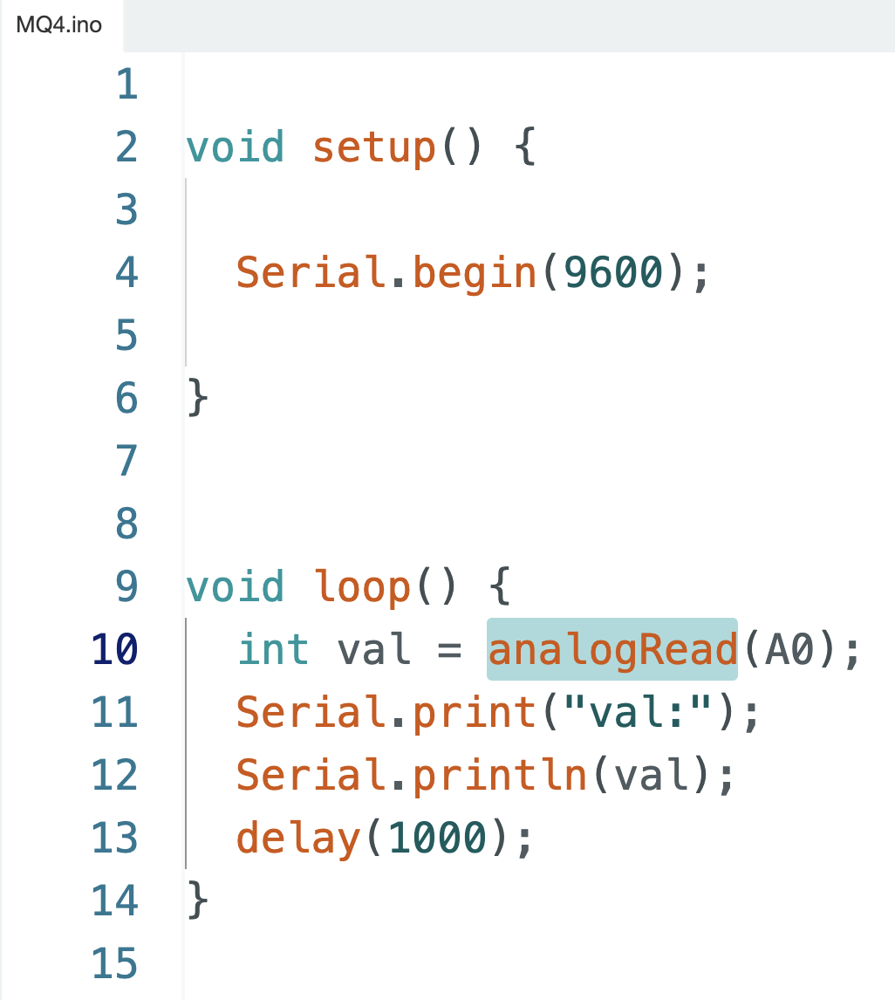 MQ4.ino
1
2 void setup() {
3
4   Serial.begin(9600);
5
6 }
7
8
9 void loop() {
10   int val = analogRead(A0);
11   Serial.print("val:");
12   Serial.println(val);
13   delay(1000);
14 }
15